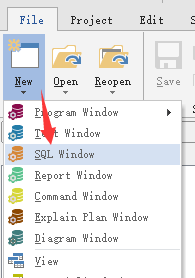 File Project Edit
New Open Reopen Save
Program Window
Test Window
SQL Window
Report Window
Command Window
Explain Plan Window
Diagram Window
View